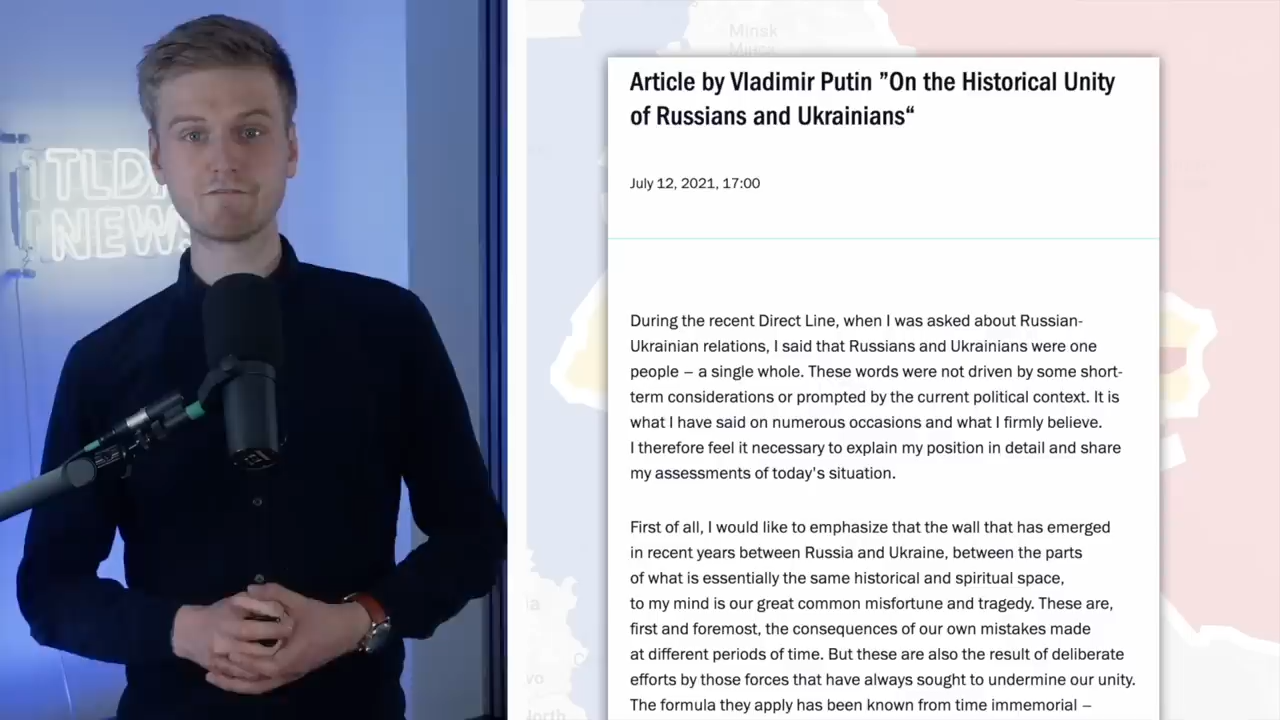 TLDR
NEWS
Minsk
Article by Vladimir Putin ”On the Historical Unity
of Russians and Ukrainians“
July 12, 2021, 17:00
During the recent Direct Line, when I was asked about Russian-
Ukrainian relations, I said that Russians and Ukrainians were one
people – a single whole. These words were not driven by some short-
term considerations or prompted by the current political context. It is
what I have said on numerous occasions and what I firmly believe.
I therefore feel it necessary to explain my position in detail and share
my assessments of today's situation.
First of all, I would like to emphasize that the wall that has emerged
in recent years between Russia and Ukraine, between the parts
of what is essentially the same historical and spiritual space,
to my mind is our great common misfortune and tragedy. These are,
first and foremost, the consequences of our own mistakes made
at different periods of time. But these are also the result of deliberate
efforts by those forces that have always sought to undermine our unity.
The formula they apply has been known from time immemorial –